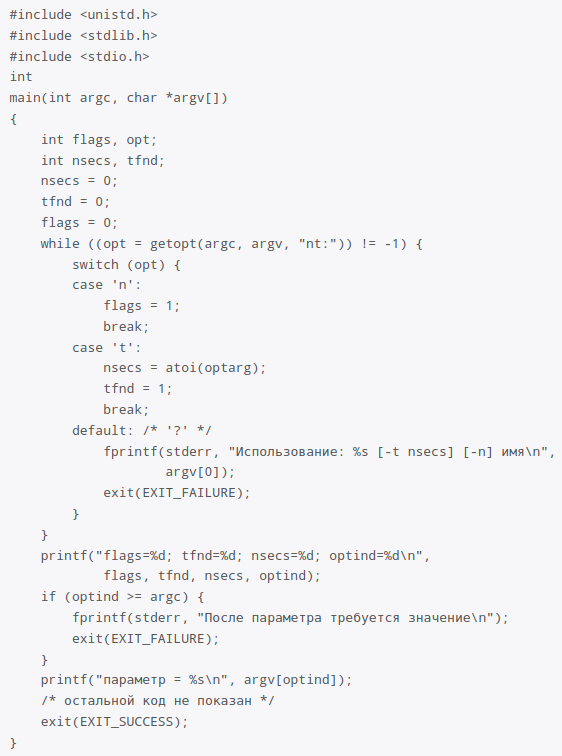 #include <unistd.h>
#include <stdlib.h>
#include <stdio.h>
int
main(int argc, char *argv[])
{
    int flags, opt;
    int nsecs, tfnd;
    nsecs = 0;
    tfnd = 0;
    flags = 0;
    while ((opt = getopt(argc, argv, "nt:")) != -1) {
        switch (opt) {
        case 'n':
            flags = 1;
            break;
        case 't':
            nsecs = atoi(optarg);
            tfnd = 1;
            break;
        default: /* '?' */
            fprintf(stderr, "Использование: %s [-t nsecs] [-n] имя\n",
                    argv[0]);
            exit(EXIT_FAILURE);
        }
    }
    printf("flags=%d; tfnd=%d; nsecs=%d; optind=%d\n",
            flags, tfnd, nsecs, optind);
    if (optind >= argc) {
        fprintf(stderr, "После параметра требуется значение\n");
        exit(EXIT_FAILURE);
    }
    printf("параметр = %s\n", argv[optind]);
    /* остальной код не показан */
    exit(EXIT_SUCCESS);
}